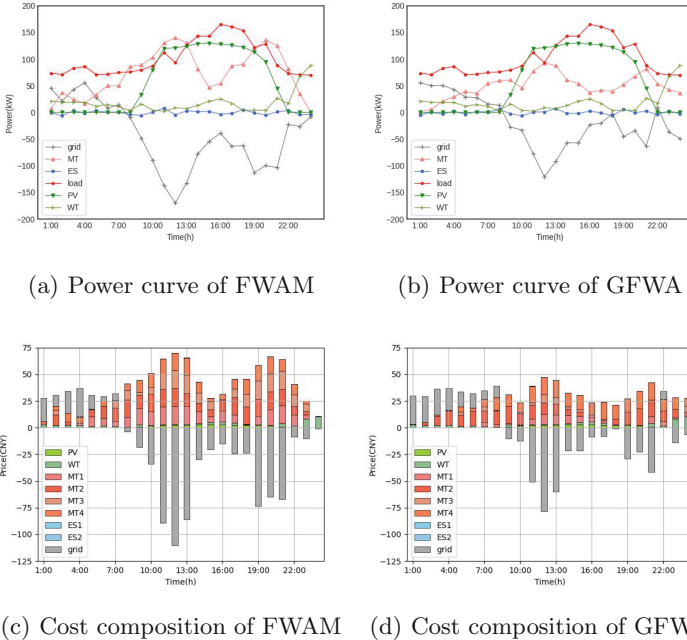 200
150
100
50
0
−50
−100
−150
−200
Power(kW)
grid
MT
ES
load
PV
WT
1:00 4:00 7:00 10:00 13:00 16:00 19:00 22:00
Time(h)
200
150
100
50
0
−50
−100
−150
−200
Power(kW)
grid
MT
ES
load
PV
WT
1:00 4:00 7:00 10:00 13:00 16:00 19:00 22:00
Time(h)
(a) Power curve of FWAM
(b) Power curve of GFWA
75
50
25
0
−25
−50
−75
−100
−125
Price(CNY)
PV
WT
MT1
MT2
MT3
MT4
ES1
ES2
grid
1:00 4:00 7:00 10:00 13:00 16:00 19:00 22:00
Time(h)
75
50
25
0
−25
−50
−75
−100
−125
Price(CNY)
PV
WT
MT1
MT2
MT3
MT4
ES1
ES2
grid
1:00 4:00 7:00 10:00 13:00 16:00 19:00 22:00
Time(h)
(c) Cost composition of FWAM
(d) Cost composition of GFW